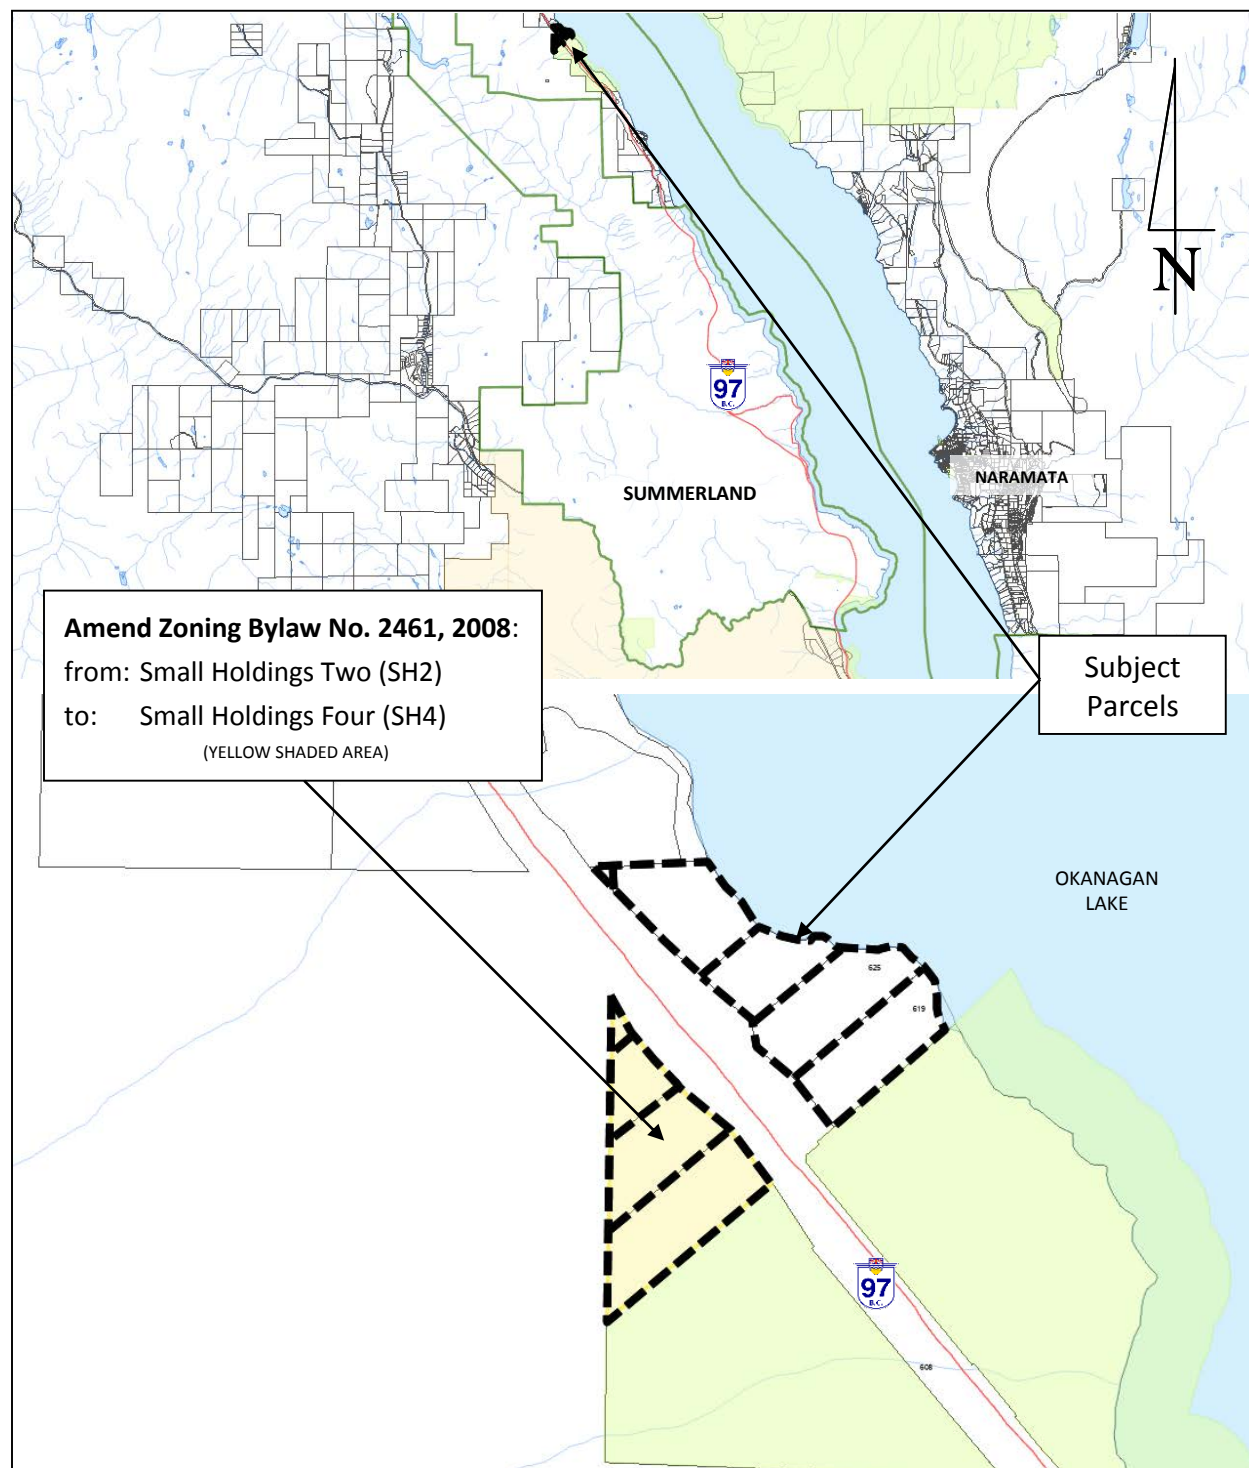 N
97
B.C.
SUMMERLAND
NARAMATA
Amend Zoning Bylaw No. 2461, 2008:
from: Small Holdings Two (SH2)
to: Small Holdings Four (SH4)
(YELLOW SHADED AREA)
Subject
Parcels
OKANAGAN
LAKE
625
619
97
B.C.
608